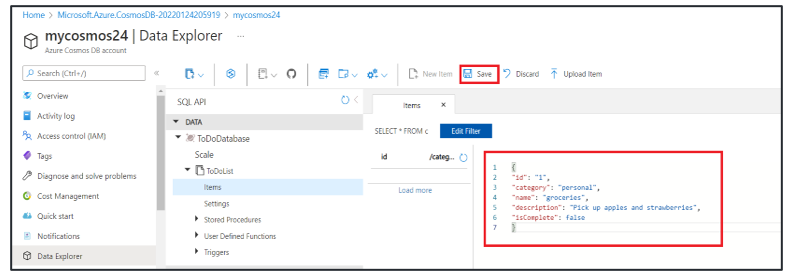 Home > Microsoft.Azure.CosmosDB-20220124205919 > mycosmos24
mycosmos24 | Data Explorer ...
Azure Cosmos DB account
Search (Ctrl+/)
«
New Item
Save
Discard
Upload Item
Overview
Activity log
Access control (IAM)
Tags
Diagnose and solve problems
Cost Management
Quick start
Notifications
Data Explorer
SQL API
DATA
ToDoDatabase
Scale
ToDoList
Items
Settings
Stored Procedures
User Defined Functions
Triggers
Items X
SELECT * FROM c Edit Filter
id /categ...
Load more
1 {
2 "id": "1",
3 "category": "personal",
4 "name": "groceries",
5 "description": "Pick up apples and strawberries",
6 "isComplete": false
7 }